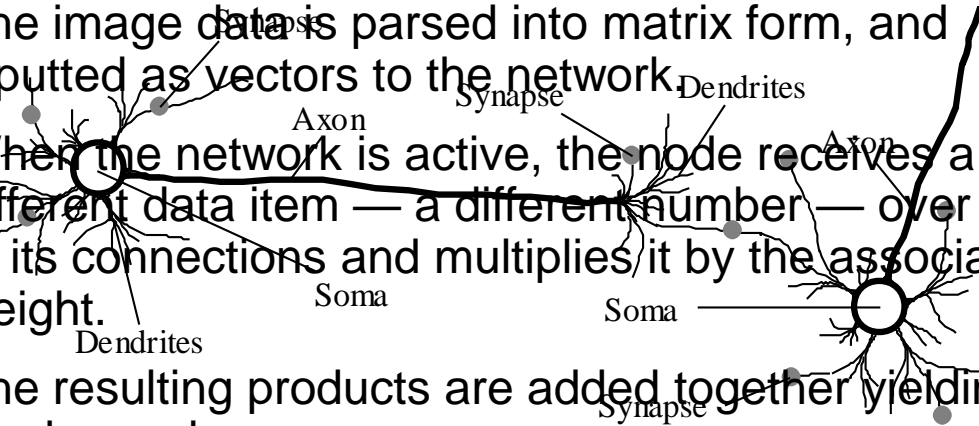 he image data is parsed into matrix form, and
Synapse
putted as vectors to the network.
Synapse
Dendrites
Axon
Axon
hen the network is active, the node receives a
fferent data item — a different number — over
its connections and multiplies it by the associa
Soma
eight.
Soma
Dendrites
he resulting products are added together yieldin
Synapse